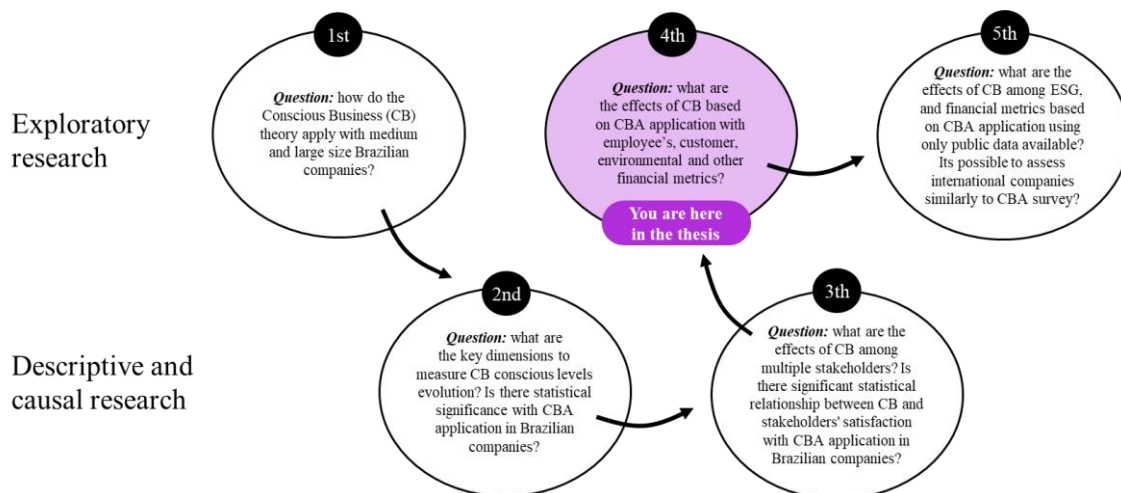 Exploratory
research
1st
Question: how do the
Conscious Business (CB)
theory apply with medium
and large size Brazilian
companies?
4th
Question: what are
the effects of CB based
on CBA application with
employee's, customer,
environmental and other
financial metrics?
You are here
in the thesis
5th
Question: what are the
effects of CB among ESG,
and financial metrics based
on CBA application using
only public data available?
Its possible to assess
international companies
similarly to CBA survey?
Descriptive and
causal research
2nd
Question: what are
the key dimensions to
measure CB conscious levels
evolution? Is there statistical
significance with CBA
application in Brazilian
companies?
3th
Question: what are the
effects of CB among
multiple stakeholders? Is
there significant statistical
relationship between CB and
stakeholders' satisfaction
with CBA application in
Brazilian companies?